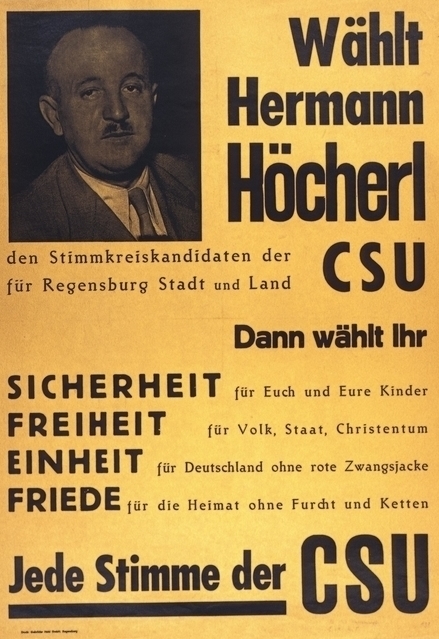 Wählt
Hermann
Höcherl
den Stimmkreiskandidaten der
für Regensburg Stadt und Land
CSU
Dann wählt Ihr
SICHERHEIT für Euch und Eure Kinder
FREIHEIT für Volk, Staat, Christentum
EINHEIT für Deutschland ohne rote Zwangsjacke
FRIEDE für die Heimat ohne Furcht und Ketten
Jede Stimme der CSU